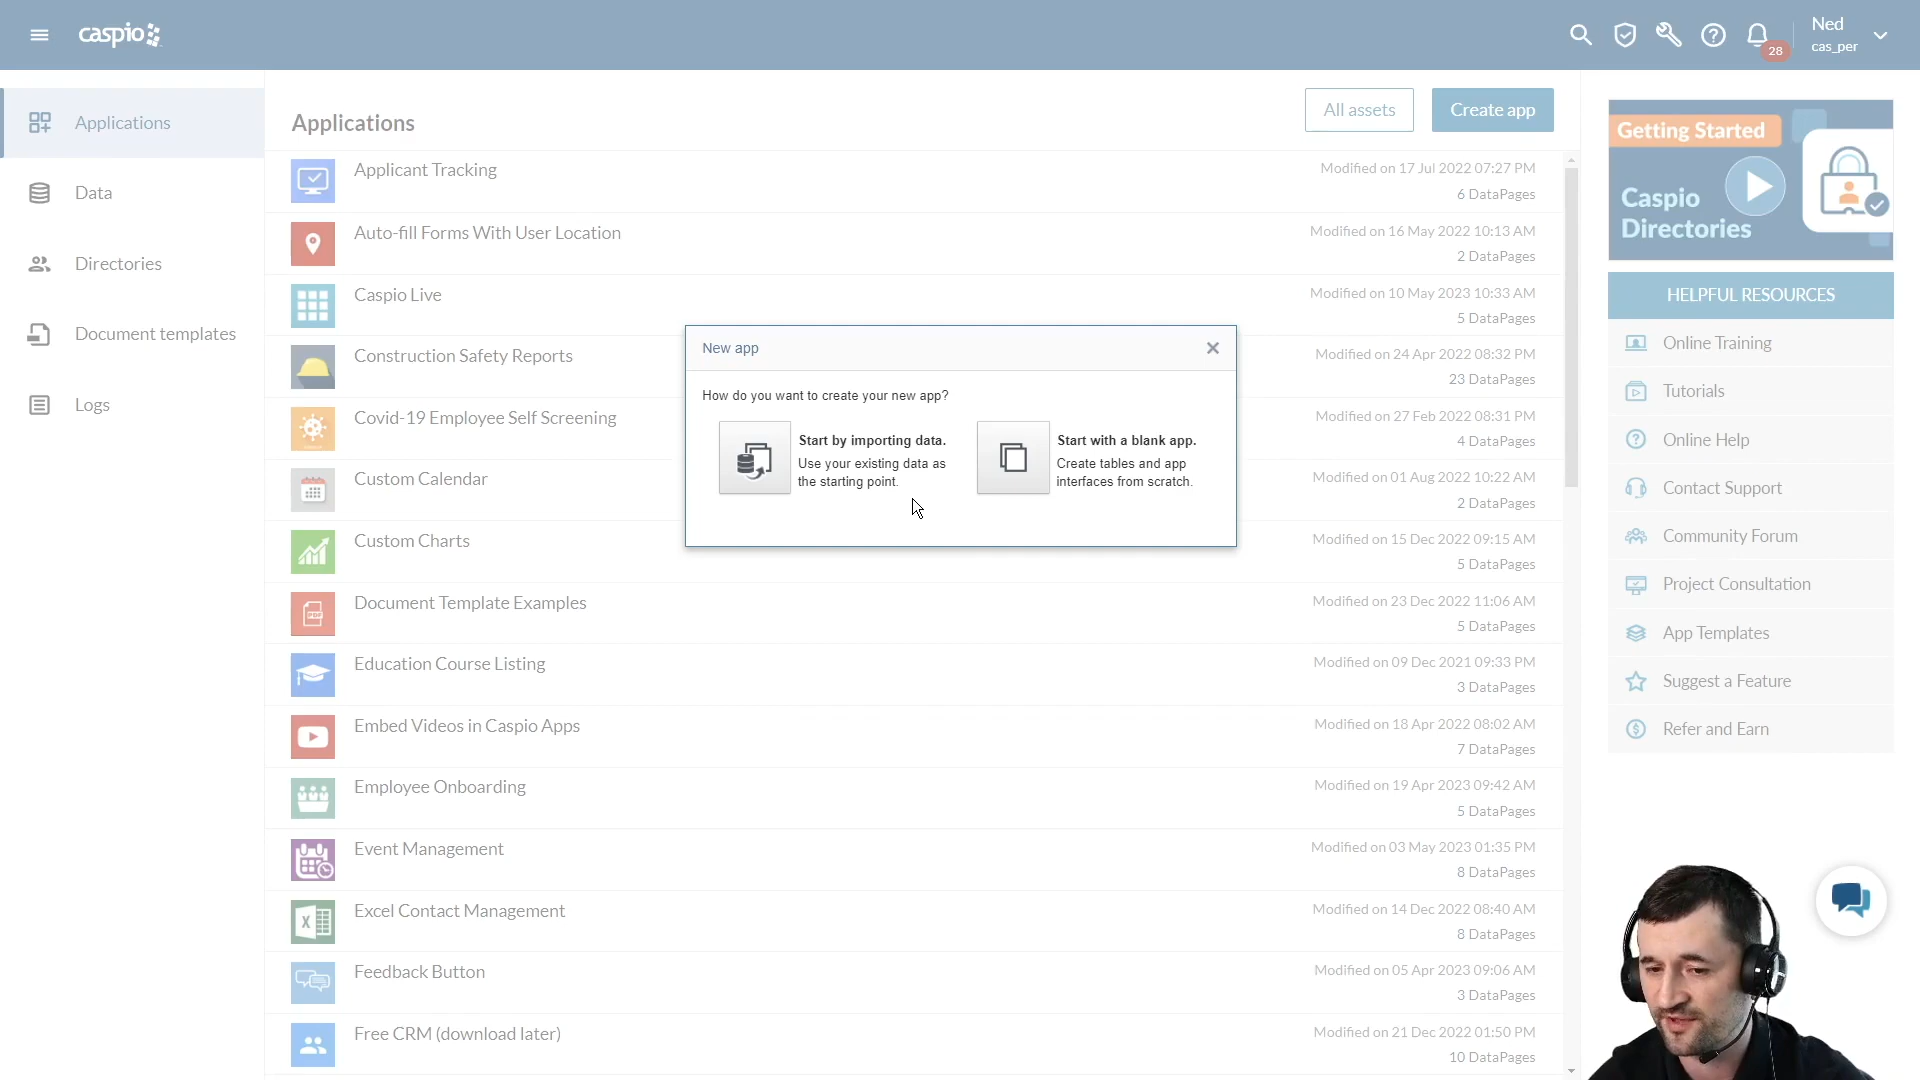 caspio
28
Ned
cas_per
Applications
Data
Directories
Document templates
Logs
Applications
All assets
Create app
Applicant Tracking
Modified on 17 Jul 2022 07:27 PM
6 DataPages
Auto-fill Forms With User Location
Modified on 16 May 2022 10:13 AM
2 DataPages
Caspio Live
Modified on 10 May 2023 10:33 AM
5 DataPages
Construction Safety Reports
Modified on 24 Apr 2022 08:32 PM
23 DataPages
Covid-19 Employee Self Screening
Modified on 27 Feb 2022 08:31 PM
4 DataPages
Custom Calendar
Modified on 01 Aug 2022 10:22 AM
2 DataPages
Custom Charts
Modified on 15 Dec 2022 09:15 AM
5 DataPages
Document Template Examples
Modified on 23 Dec 2022 11:06 AM
5 DataPages
Education Course Listing
Modified on 09 Dec 2021 09:33 PM
3 DataPages
Embed Videos in Caspio Apps
Modified on 18 Apr 2022 08:02 AM
7 DataPages
Employee Onboarding
Modified on 19 Apr 2023 09:42 AM
5 DataPages
Event Management
Modified on 03 May 2023 01:35 PM
8 DataPages
Excel Contact Management
Modified on 14 Dec 2022 08:40 AM
8 DataPages
Feedback Button
Modified on 05 Apr 2023 09:06 AM
3 DataPages
Free CRM (download later)
Modified on 21 Dec 2022 01:50 PM
10 DataPages
New app
How do you want to create your new app?
Start by importing data.
Use your existing data as
the starting point.
Start with a blank app.
Create tables and app
interfaces from scratch.
Getting Started
Caspio
Directories
HELPFUL RESOURCES
Online Training
Tutorials
Online Help
Contact Support
Community Forum
Project Consultation
App Templates
Suggest a Feature
Refer and Earn